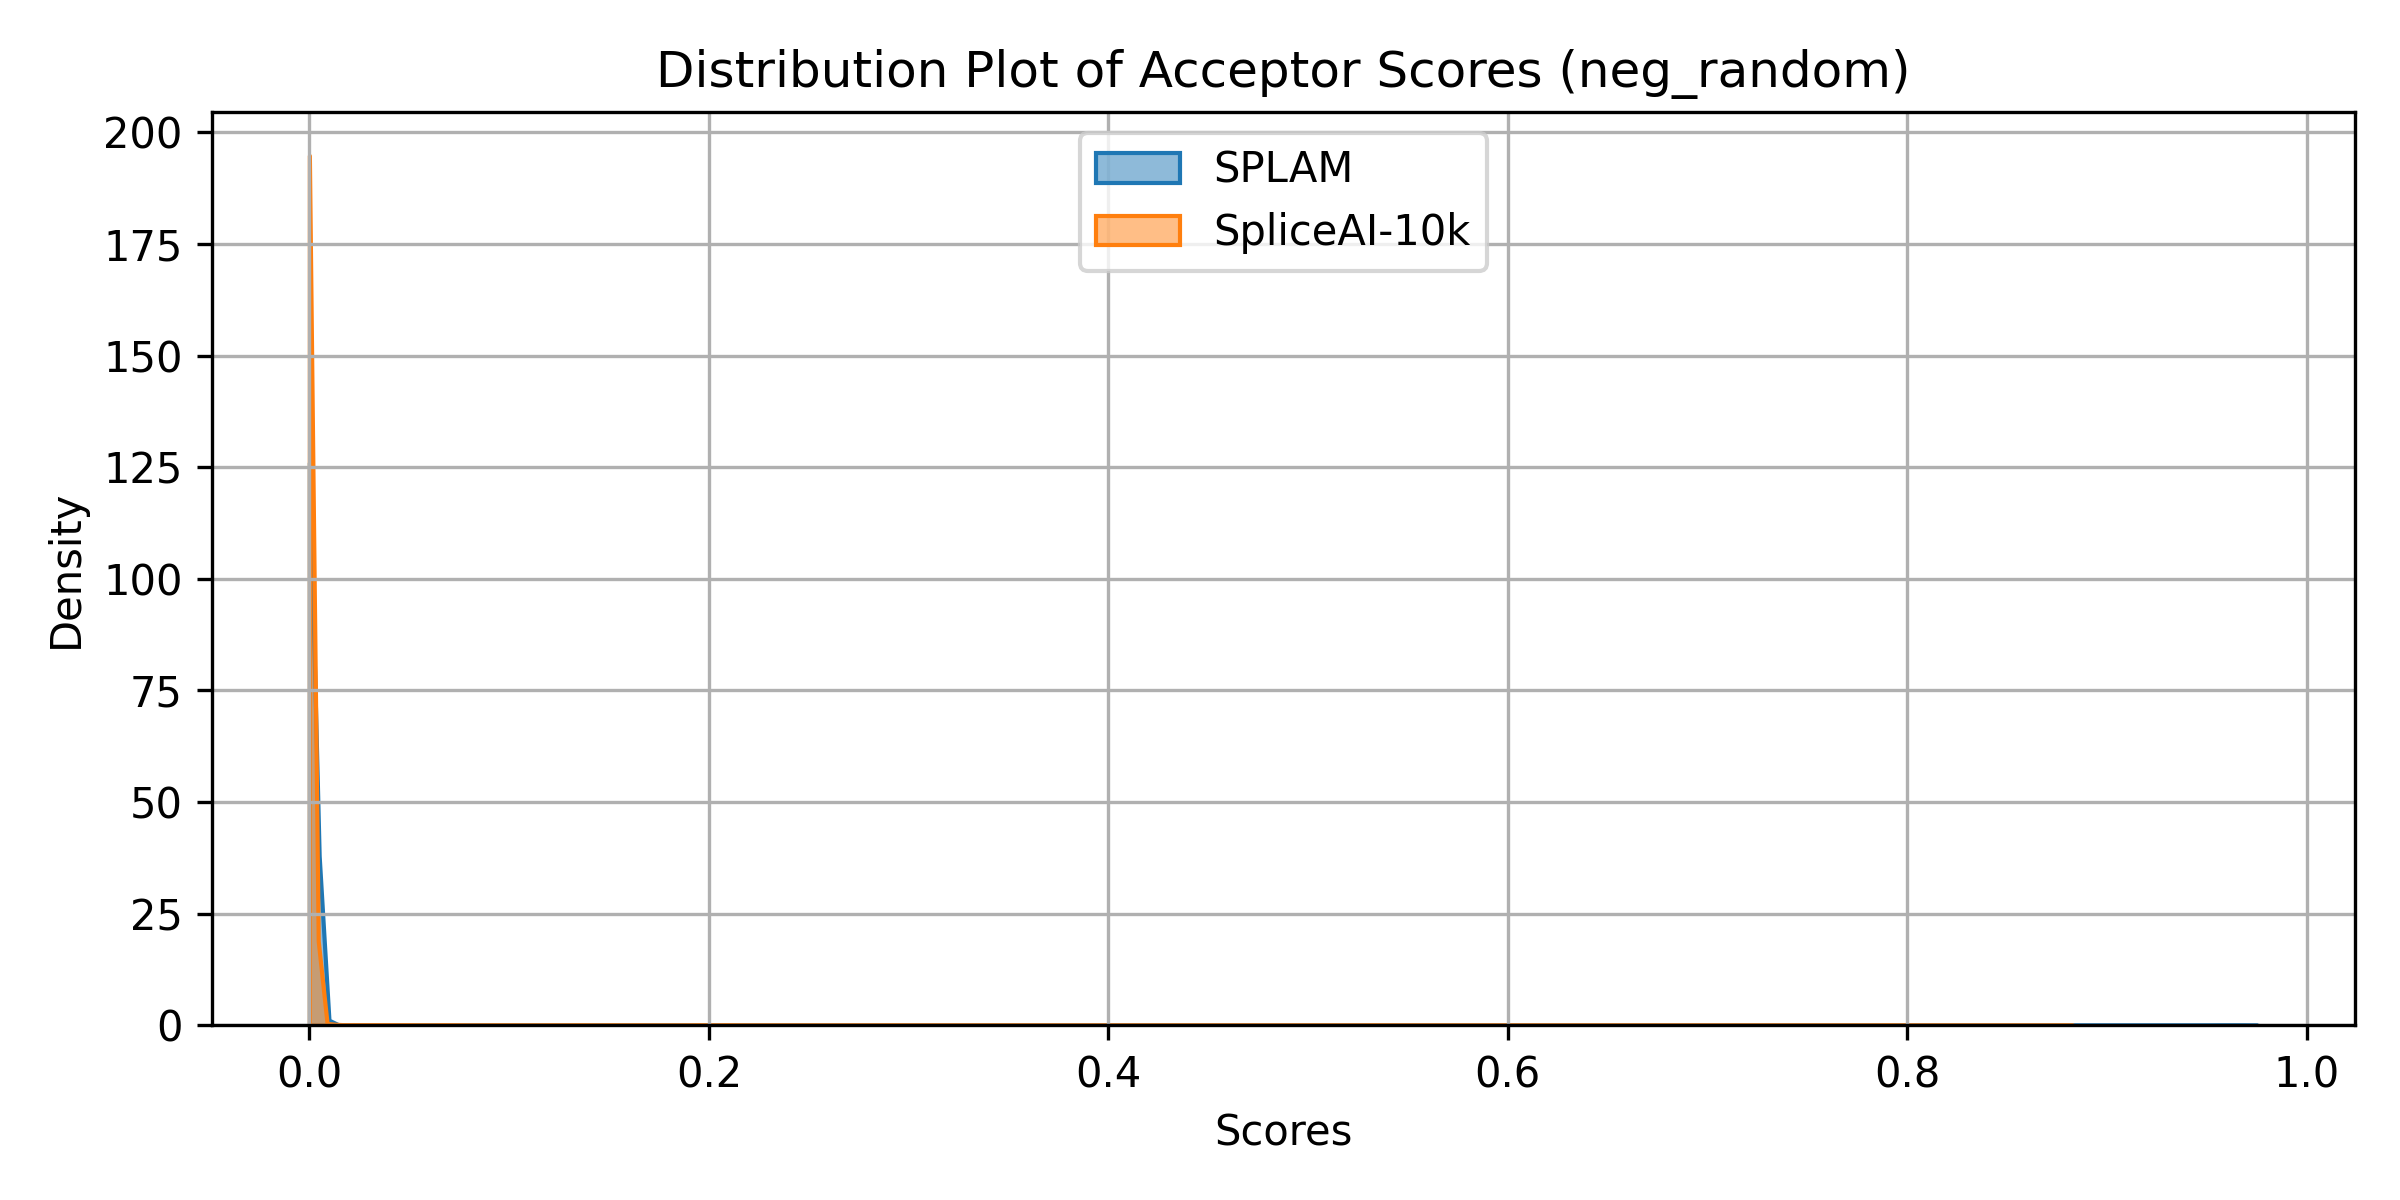 Distribution Plot of Acceptor Scores (neg_random)
200
175
150
125
100
75
50
25
0
Density
SPLAM
SpliceAI-10k
0.0 0.2 0.4 0.6 0.8 1.0
Scores